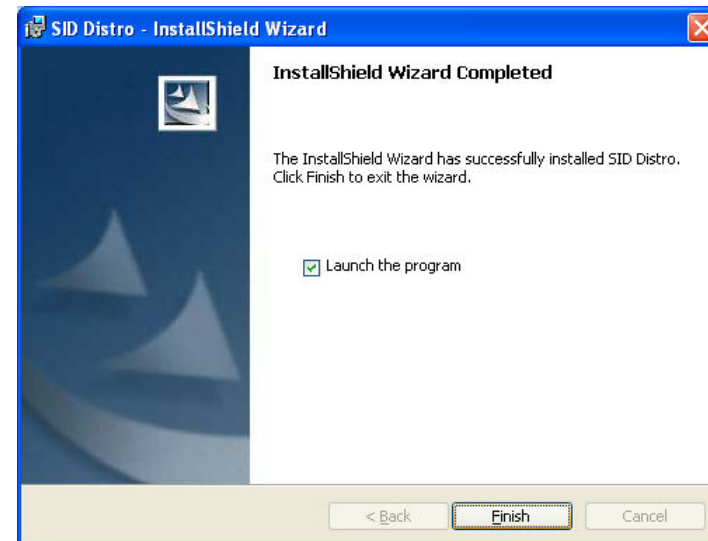 SID Distro - InstallShield Wizard
InstallShield Wizard Completed
The InstallShield Wizard has successfully installed SID Distro.
Click Finish to exit the wizard.
Launch the program
< Back
Finish
Cancel